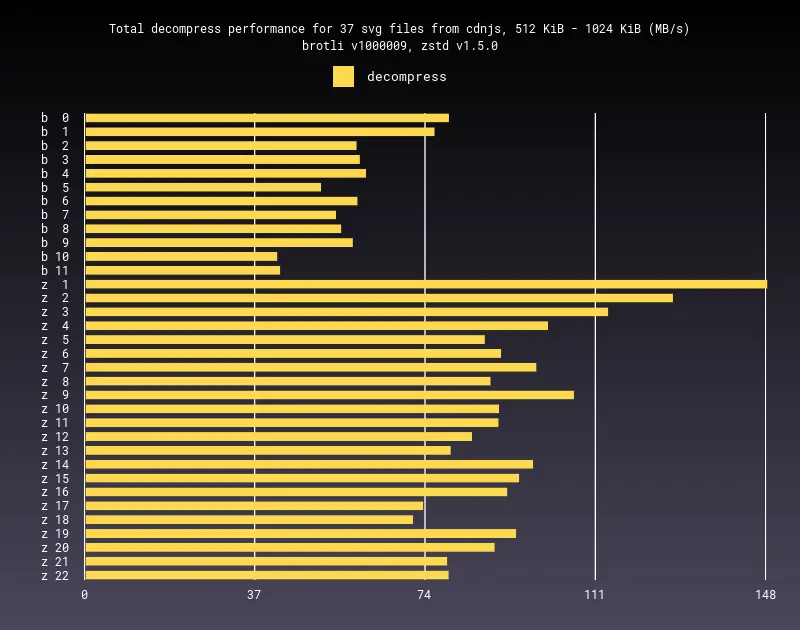 Total decompress performance for 37 svg files from cdnjs, 512 KiB - 1024 KiB (MB/s)
brotli v1000009, zstd v1.5.0
decompress
b 0
b 1
b 2
b 3
b 4
b 5
b 6
b 7
b 8
b 9
b 10
b 11
z 1
z 2
z 3
z 4
z 5
z 6
z 7
z 8
z 9
z 10
z 11
z 12
z 13
z 14
z 15
z 16
z 17
z 18
z 19
z 20
z 21
z 22
0 37 74 111 148